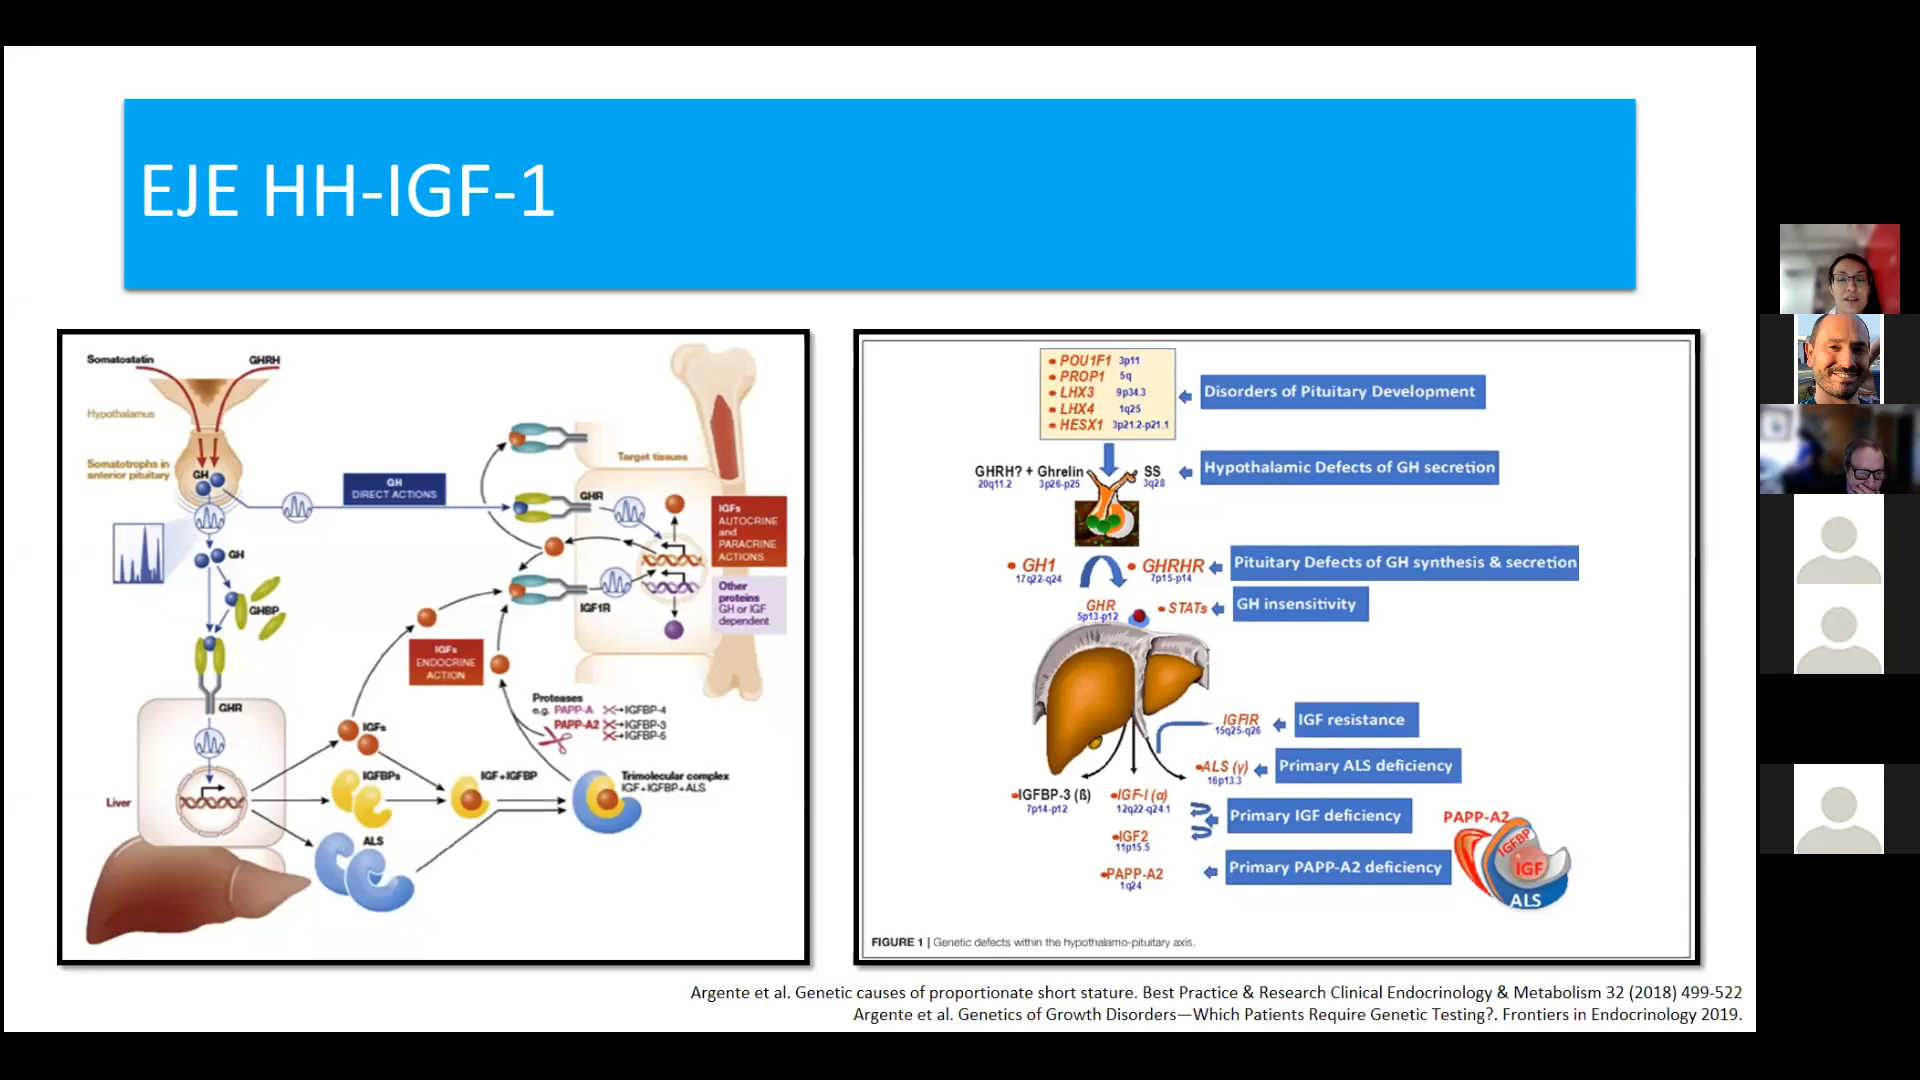 EJE HH-IGF-1
Somatostatin
GHRH
Hypothalamus
Somatotrophs in
anterior pituitary
GH
GH
DIRECT ACTIONS
GH
GHBP
GHR
Liver
IGFs
IGFBPs
ALS
IGF+IGFBP
Trimolecular complex
IGF+IGFBP+ALS
IGFs
ENDOCRINE
ACTION
Proteases
e.g. PAPP-A IGFBP-4
PAPP-A2 IGFBP-3
IGFBP-5
Target tissues
GHR
IGF1R
IGFs
AUTOCRINE
and
PARACRINE
ACTIONS
Other
proteins
GH or IGF
dependent
• POU1F1 3p11
• PROP1 5q
• LHX3 9p34.3
• LHX4 1q25
• HESX1 3p21.2-p21.1
Disorders of Pituitary Development
GHRH? + Ghrelin SS
20q11.2 3p26-p25 3q28
Hypothalamic Defects of GH secretion
• GH1
17q22-q24
• GHRHR
7p15-p14
Pituitary Defects of GH synthesis & secretion
GHR
5p13-p12
• STATs
GH insensitivity
IGFIR
15q25-q26
IGF resistance
•ALS (γ)
16p13.3
Primary ALS deficiency
•IGFBP-3 (ß)
7p14-p12
•IGF-I (α)
12q22-q24.1
Primary IGF deficiency
•IGF2
11p15.5
•PAPP-A2
1q24
Primary PAPP-A2 deficiency
PAPP-A2
IGFBP
IGF
ALS
FIGURE 1 | Genetic defects within the hypothalamo-pituitary axis.
Argente et al. Genetic causes of proportionate short stature. Best Practice & Research Clinical Endocrinology & Metabolism 32 (2018) 499-522
Argente et al. Genetics of Growth Disorders—Which Patients Require Genetic Testing?. Frontiers in Endocrinology 2019.